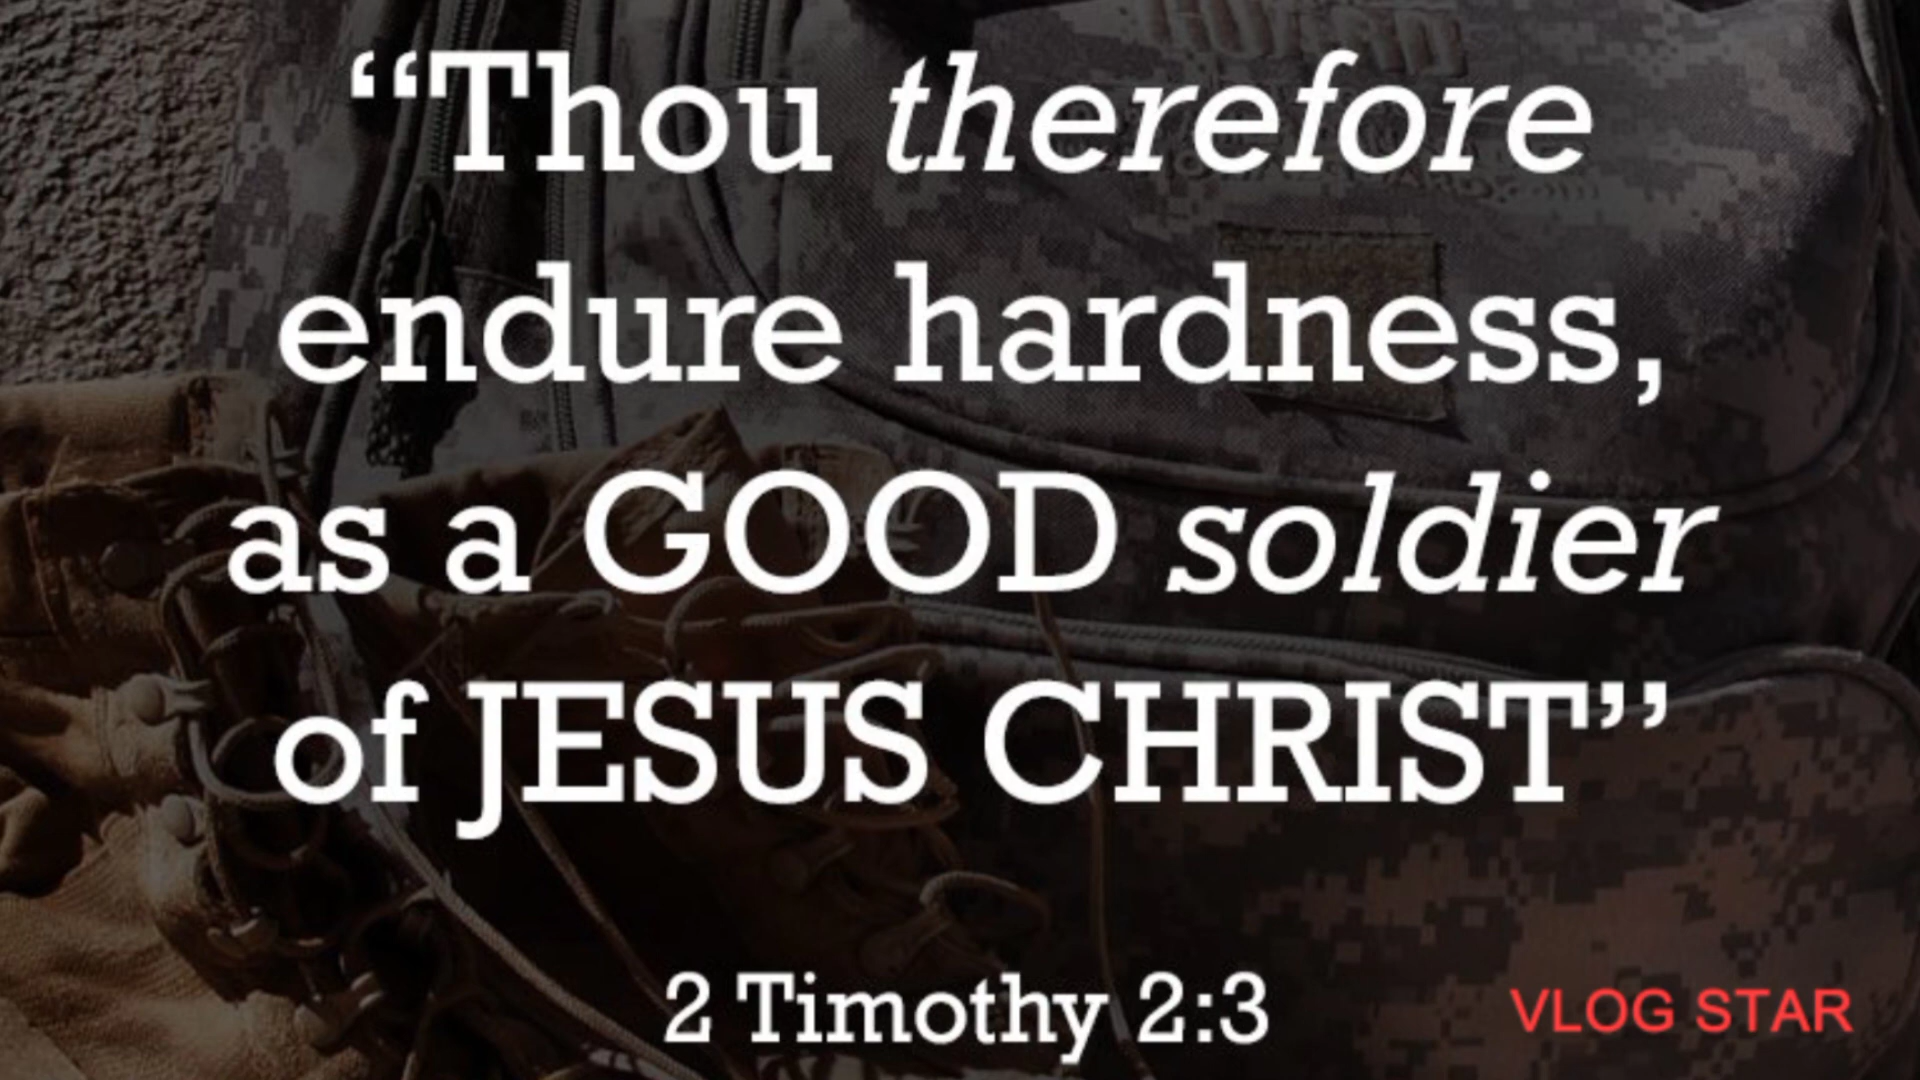 “Thou therefore
endure hardness,
as a GOOD soldier
of JESUS CHRIST”
2 Timothy 2:3
VLOG STAR